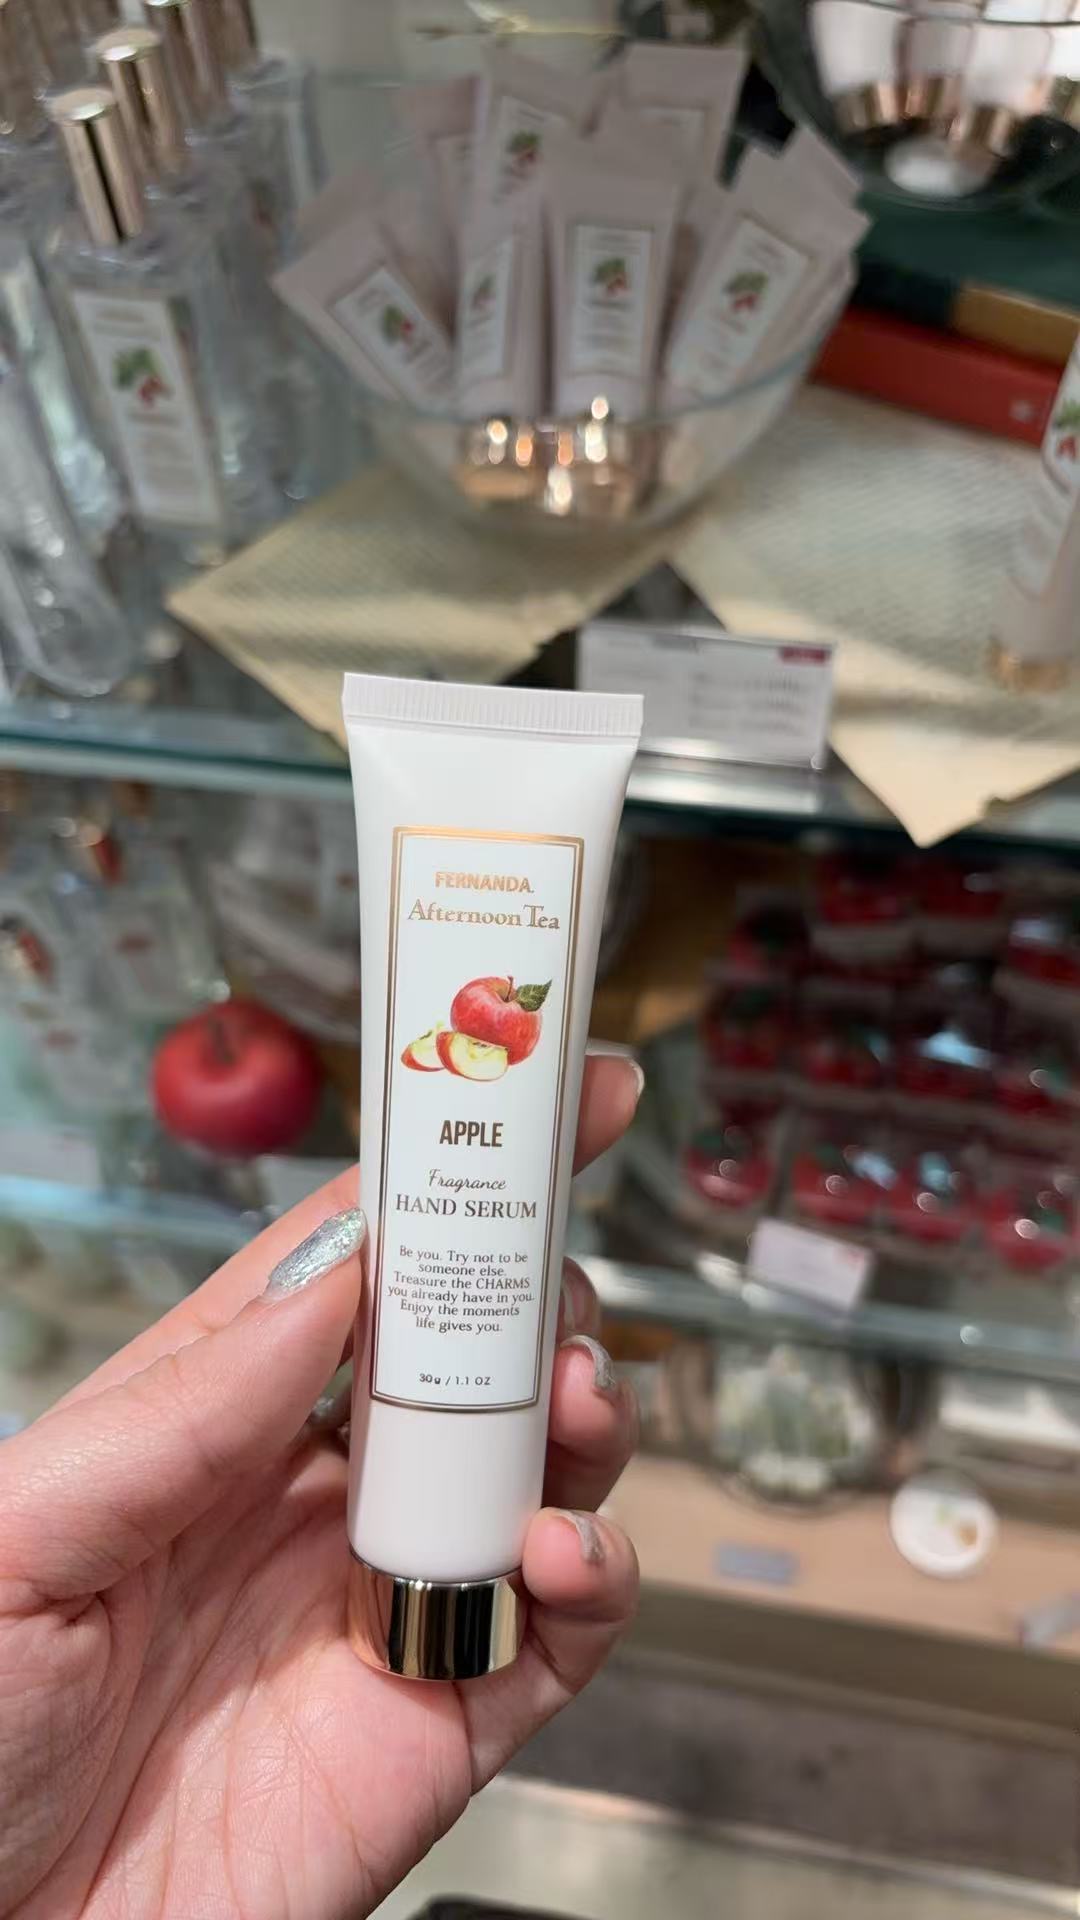 FERNANDA.
Afternoon Tea
APPLE
Fragrance
HAND SERUM
Be you. Try not to be
someone else.
Treasure the CHARMS
you already have in you.
Enjoy the moments
life gives you.
30g / 1.1 OZ